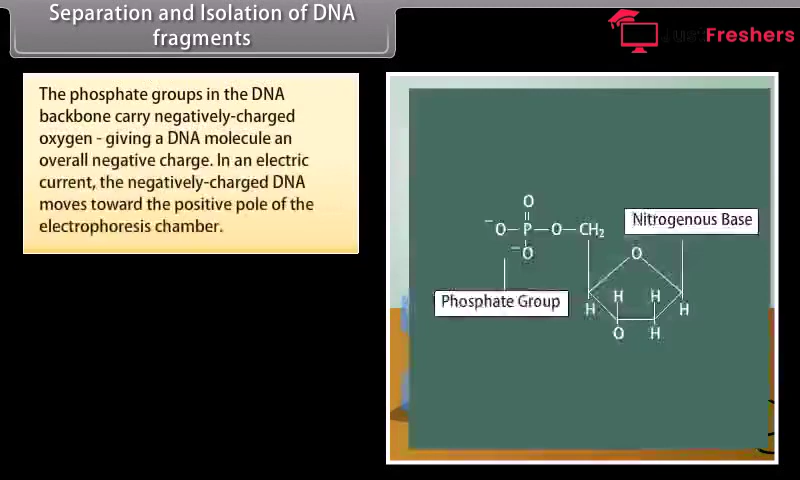 Separation and Isolation of DNA
fragments
Just Freshers
The phosphate groups in the DNA
backbone carry negatively-charged
oxygen - giving a DNA molecule an
overall negative charge. In an electric
current, the negatively-charged DNA
moves toward the positive pole of the
electrophoresis chamber.
O
⁻O–P–O–CH₂
⁻O
Nitrogenous Base
O
Phosphate Group
H H
H H
O H